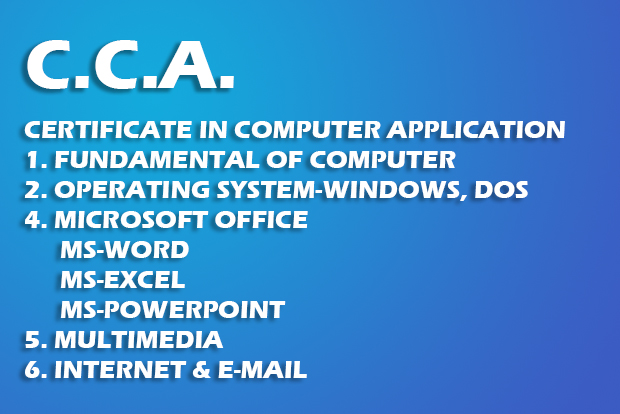 C.C.A.
CERTIFICATE IN COMPUTER APPLICATION
1. FUNDAMENTAL OF COMPUTER
2. OPERATING SYSTEM-WINDOWS, DOS
4. MICROSOFT OFFICE
MS-WORD
MS-EXCEL
MS-POWERPOINT
5. MULTIMEDIA
6. INTERNET & E-MAIL